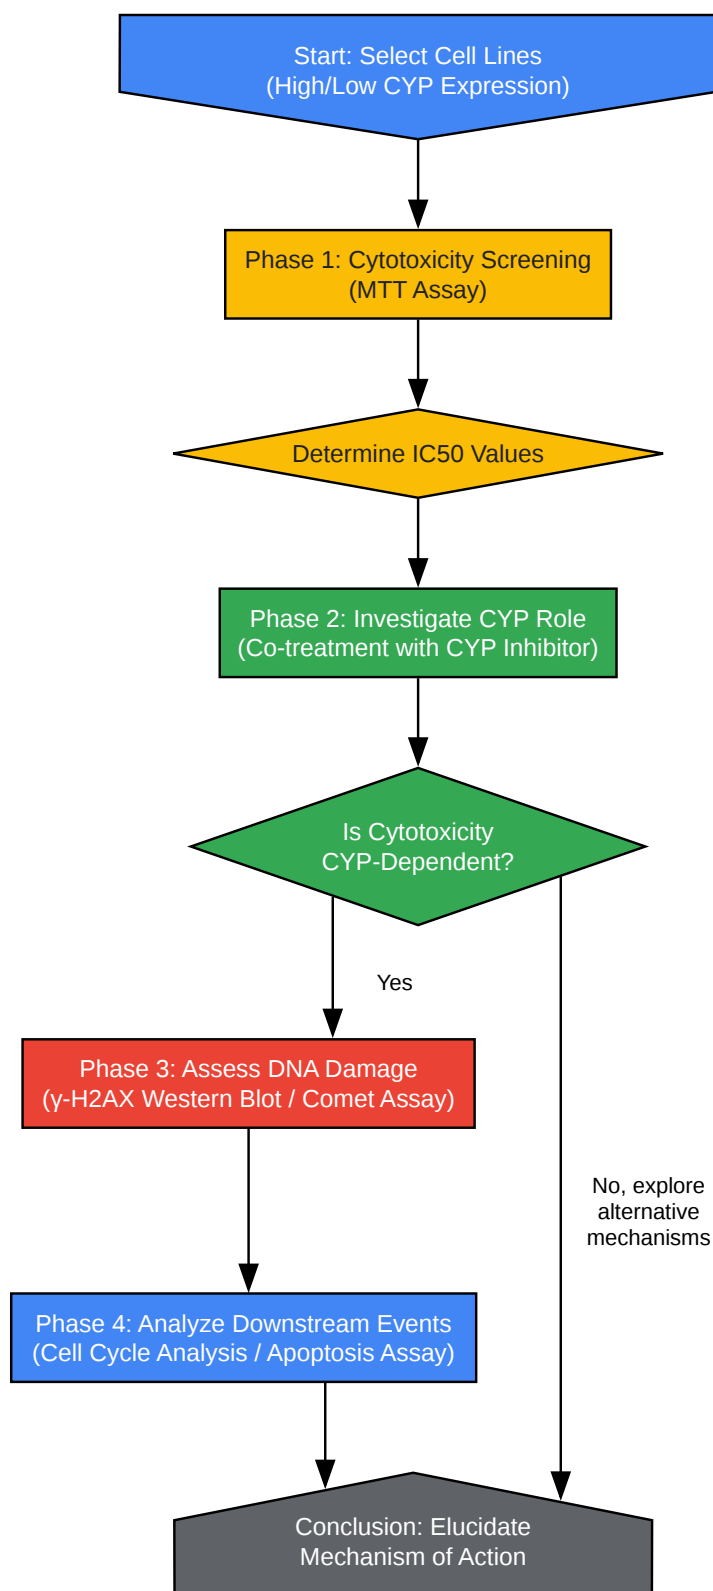 Start: Select Cell Lines
(High/Low CYP Expression)
Phase 1: Cytotoxicity Screening
(MTT Assay)
Determine IC50 Values
Phase 2: Investigate CYP Role
(Co-treatment with CYP Inhibitor)
Is Cytotoxicity
CYP-Dependent?
Yes
Phase 3: Assess DNA Damage
(γ-H2AX Western Blot / Comet Assay)
No, explore
alternative
mechanisms
Phase 4: Analyze Downstream Events
(Cell Cycle Analysis / Apoptosis Assay)
Conclusion: Elucidate
Mechanism of Action